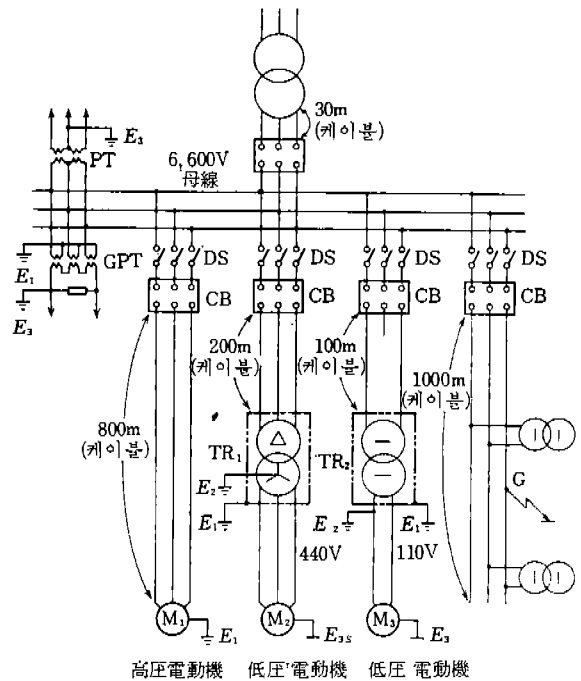 30m
(케이블)
E₃
PT
6,600V
母線
GPT
E₁
E₃
DS
DS
DS
DS
CB
CB
CB
CB
200m
(케이블)
100m
(케이블)
1000m
(케이블)
800m
(케이블)
TR₁
△
TR₂
G
E₂
E₁
E₂
E₁
440V
110V
M₁
E₁
M₂
E₃s
M₃
E₃
高压電動機 低压電動機 低压 電動機